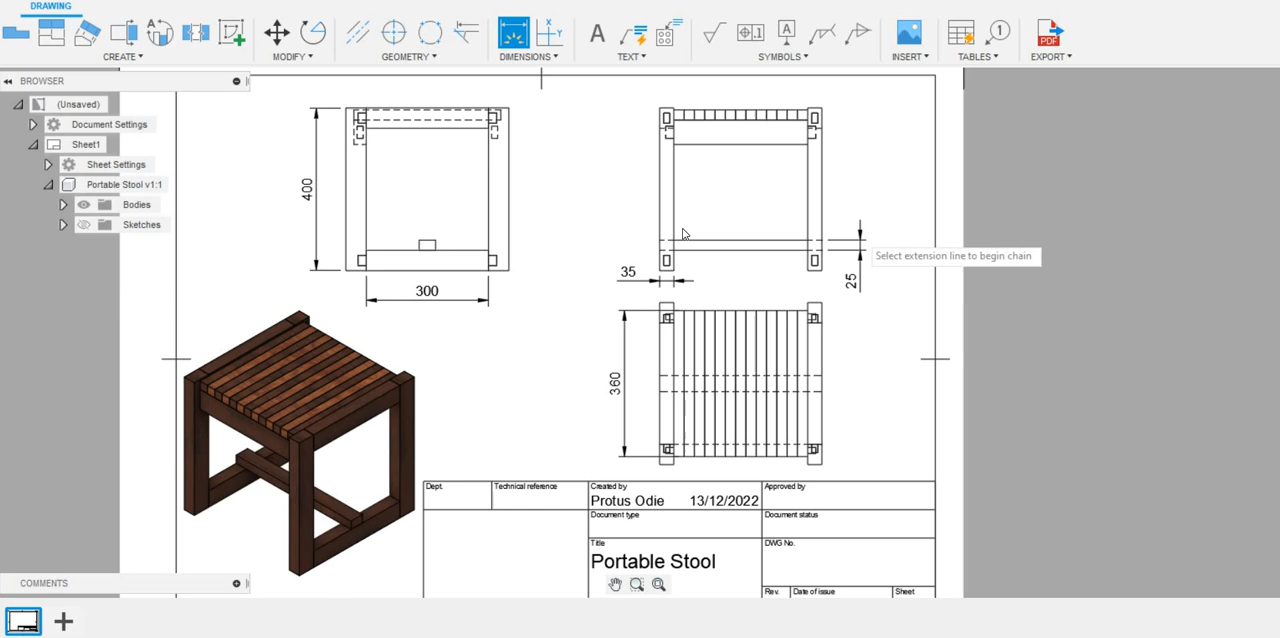 DRAWING
A
A
X
Y
A
.1
A
1
PDF
CREATE
MODIFY
GEOMETRY
DIMENSIONS
TEXT
SYMBOLS
INSERT
TABLES
EXPORT
BROWSER
(Unsaved)
Document Settings
Sheet1
Sheet Settings
Portable Stool v1:1
Bodies
Sketches
400
300
35
25
Select extension line to begin chain
360
Dept.
Technical reference
Created by
Approved by
Protus Odie 13/12/2022
Document type
Document status
Title
DWG No.
Portable Stool
Rev.
Date of issue
Sheet
COMMENTS